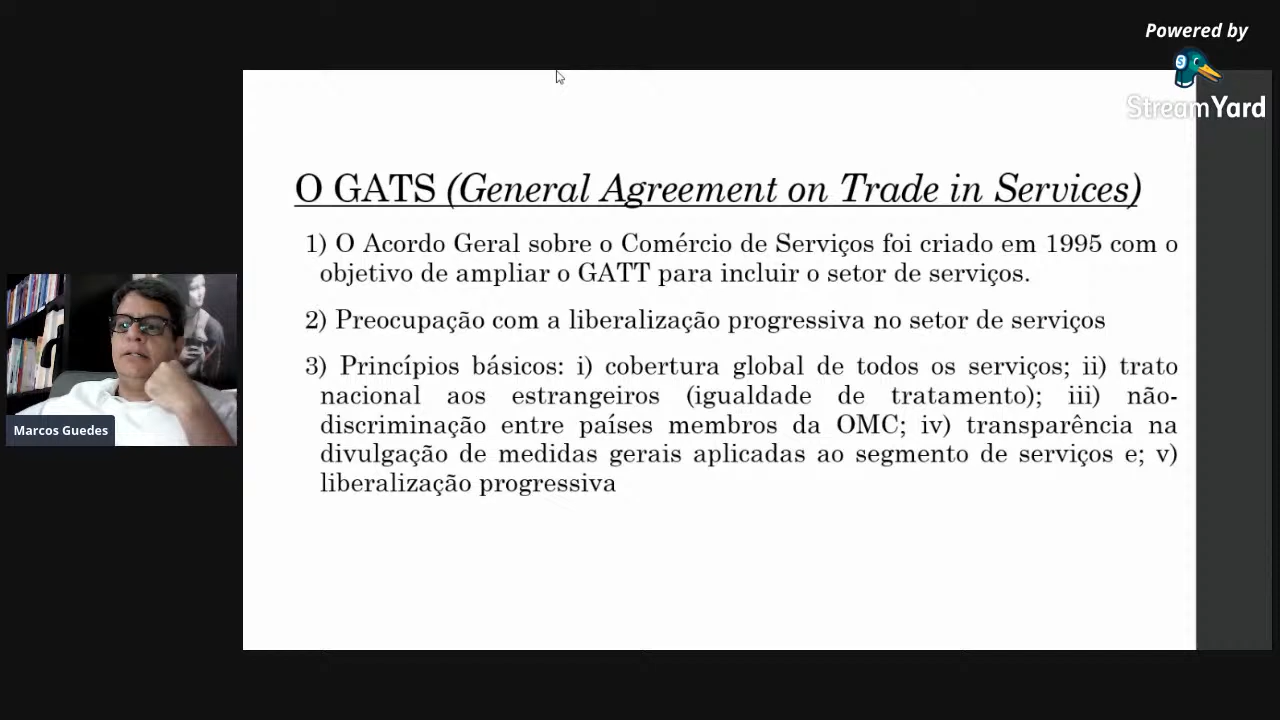 Powered by
StreamYard
O GATS (General Agreement on Trade in Services)
1) O Acordo Geral sobre o Comércio de Serviços foi criado em 1995 com o
objetivo de ampliar o GATT para incluir o setor de serviços.
2) Preocupação com a liberalização progressiva no setor de serviços
3) Princípios básicos: i) cobertura global de todos os serviços; ii) trato
nacional aos estrangeiros (igualdade de tratamento); iii) não-
discriminação entre países membros da OMC; iv) transparência na
divulgação de medidas gerais aplicadas ao segmento de serviços e; v)
liberalização progressiva
Marcos Guedes